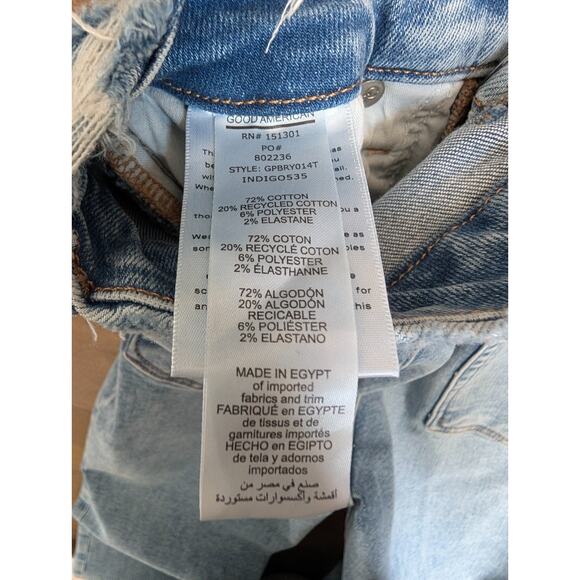 GOOD AMERICAN
RN# 151301
PO#
802236
STYLE: GPBRY014T
INDIGO535
72% COTTON
20% RECYCLED COTTON
6% POLYESTER
2% ELASTANE
72% COTON
20% RECYCLÉ COTON
6% POLYESTER
2% ÉLASTHANNE
72% ALGODÓN
20% ALGODÓN
RECICABLE
6% POLIÉSTER
2% ELASTANO
MADE IN EGYPT
of imported
fabrics and trim
FABRIQUÉ en EGYPTE
de tissus et de
garnitures importés
HECHO en EGIPTO
de tela y adornos
importados
صنع في مصر من
أقمشة وأكسسوارات مستوردة